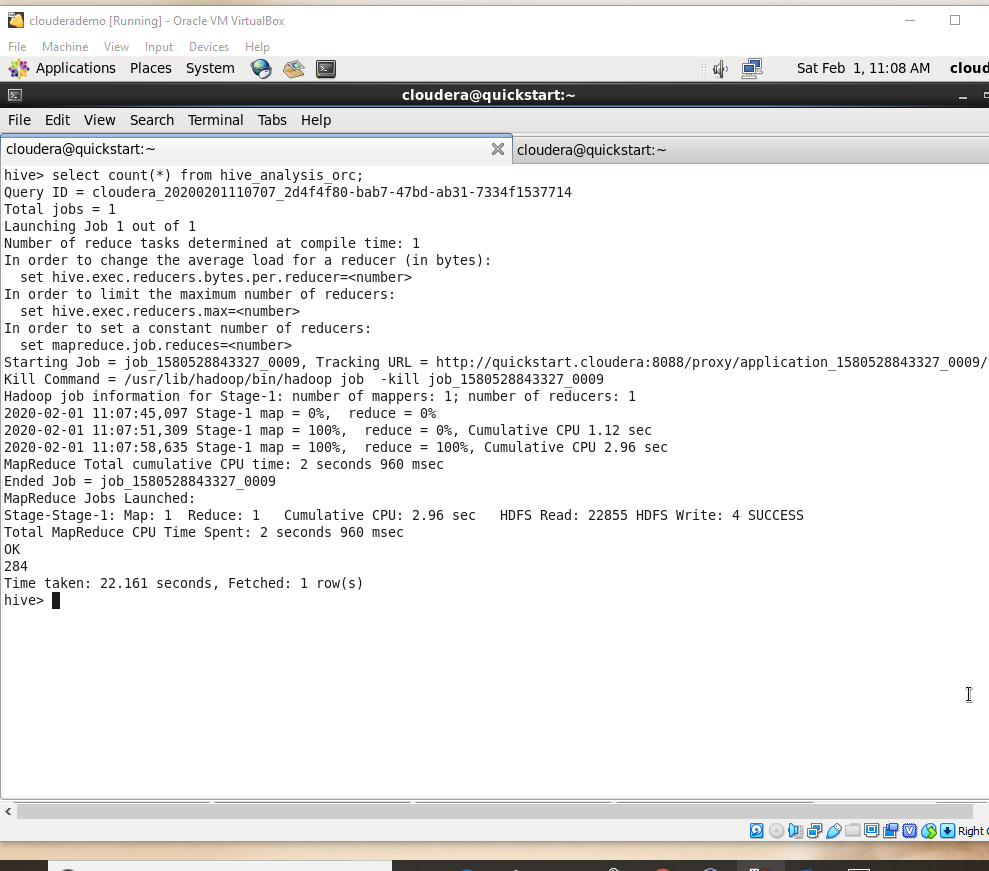 clouderademo [Running] - Oracle VM VirtualBox
File Machine View Input Devices Help
Applications Places System Sat Feb 1, 11:08 AM cloud
cloudera@quickstart:~
File Edit View Search Terminal Tabs Help
cloudera@quickstart:~ cloudera@quickstart:~
hive> select count(*) from hive_analysis_orc;
Query ID = cloudera_20200201110707_2d4f4f80-bab7-47bd-ab31-7334f1537714
Total jobs = 1
Launching Job 1 out of 1
Number of reduce tasks determined at compile time: 1
In order to change the average load for a reducer (in bytes):
  set hive.exec.reducers.bytes.per.reducer=<number>
In order to limit the maximum number of reducers:
  set hive.exec.reducers.max=<number>
In order to set a constant number of reducers:
  set mapreduce.job.reduces=<number>
Starting Job = job_1580528843327_0009, Tracking URL = http://quickstart.cloudera:8088/proxy/application_1580528843327_0009/
Kill Command = /usr/lib/hadoop/bin/hadoop job  -kill job_1580528843327_0009
Hadoop job information for Stage-1: number of mappers: 1; number of reducers: 1
2020-02-01 11:07:45,097 Stage-1 map = 0%,  reduce = 0%
2020-02-01 11:07:51,309 Stage-1 map = 100%,  reduce = 0%, Cumulative CPU 1.12 sec
2020-02-01 11:07:58,635 Stage-1 map = 100%,  reduce = 100%, Cumulative CPU 2.96 sec
MapReduce Total cumulative CPU time: 2 seconds 960 msec
Ended Job = job_1580528843327_0009
MapReduce Jobs Launched:
Stage-Stage-1: Map: 1  Reduce: 1   Cumulative CPU: 2.96 sec   HDFS Read: 22855 HDFS Write: 4 SUCCESS
Total MapReduce CPU Time Spent: 2 seconds 960 msec
OK
284
Time taken: 22.161 seconds, Fetched: 1 row(s)
hive>
Right